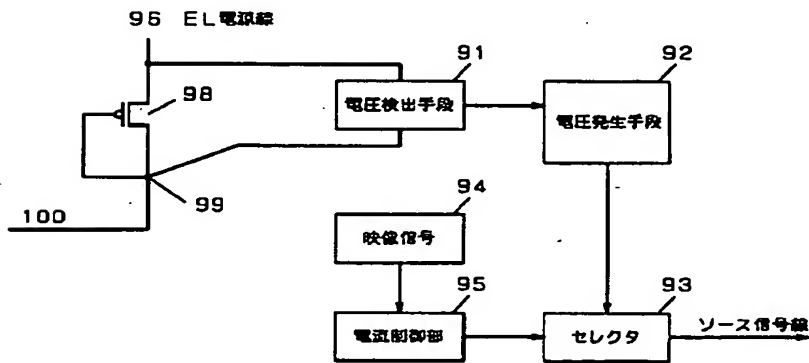 96 EL電源線
91
92
98
電圧検出手段
電圧発生手段
99
94
100
映像信号
95
93
電流制御部
セレクタ
ソース信号線